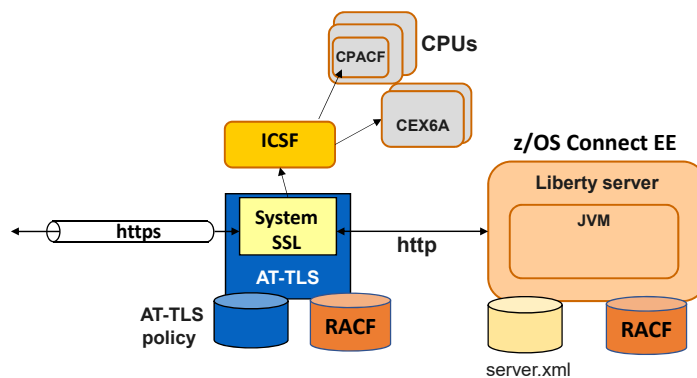 CPUs
CPACF
CEX6A
ICSF
z/OS Connect EE
Liberty server
JVM
System
SSL
https
http
AT-TLS
AT-TLS
policy
RACF
RACF
server.xml